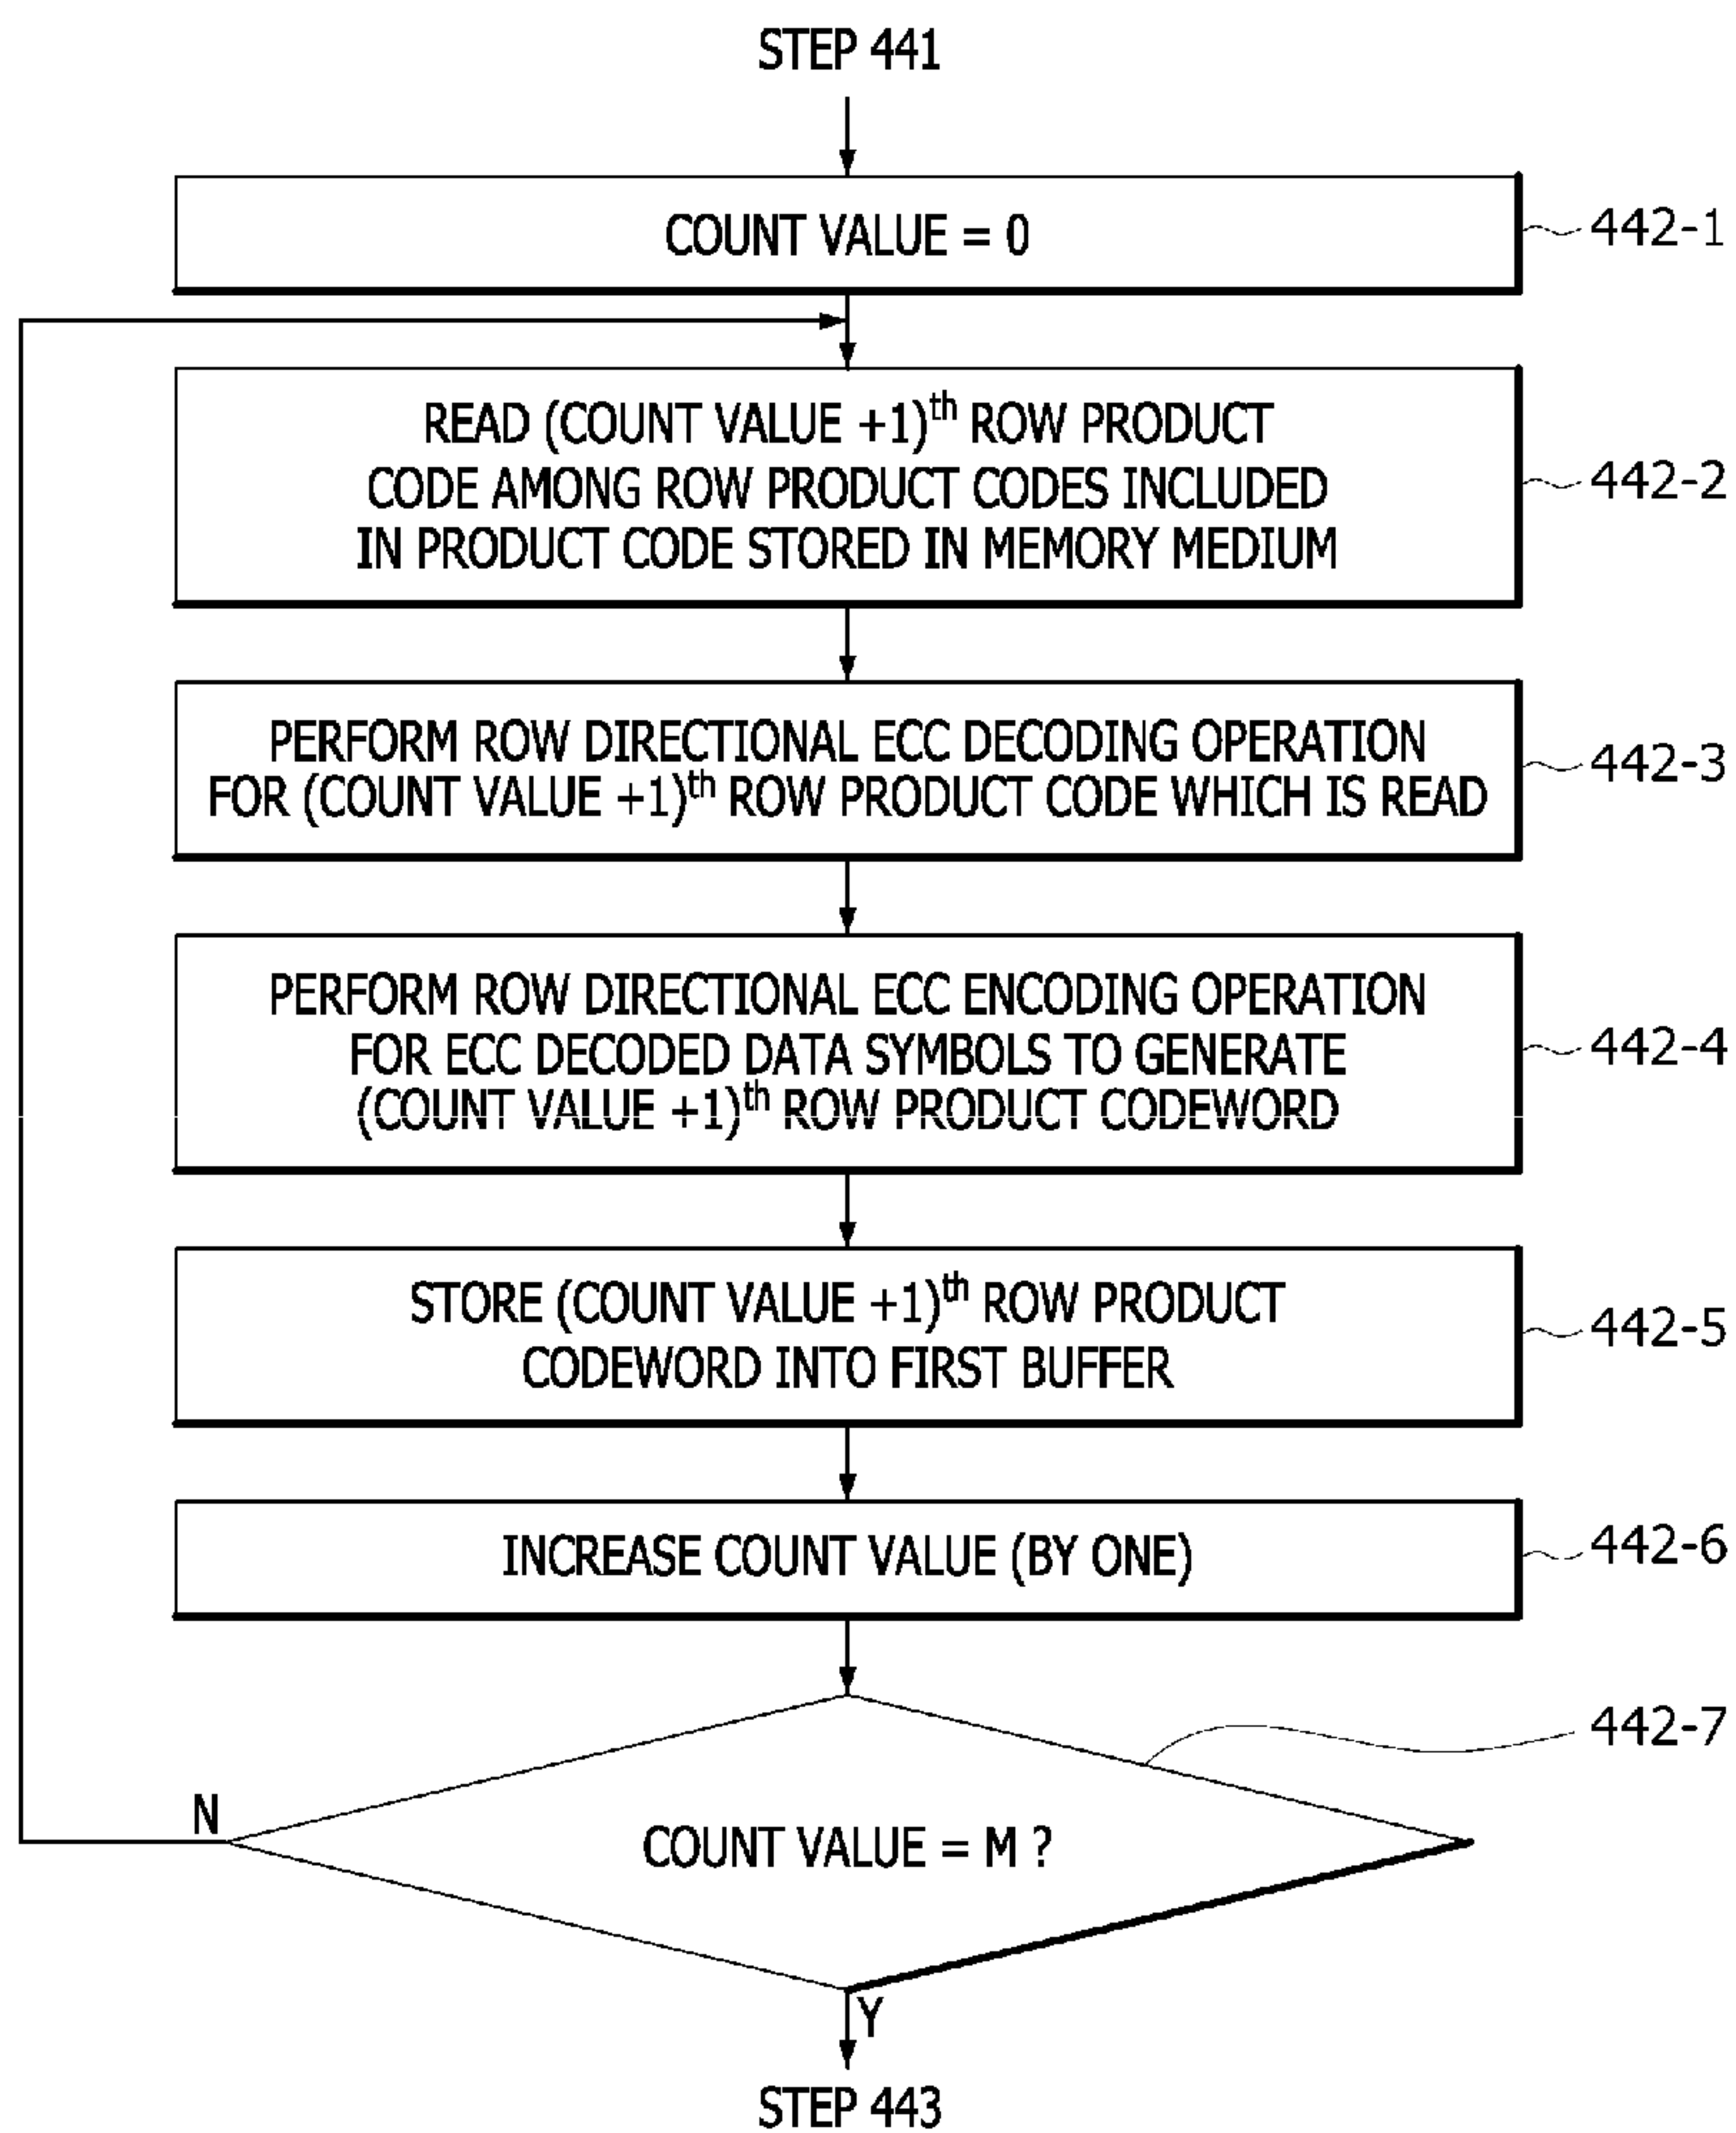 STEP 441
COUNT VALUE = 0
442-1
READ (COUNT VALUE +1)th ROW PRODUCT
CODE AMONG ROW PRODUCT CODES INCLUDED
IN PRODUCT CODE STORED IN MEMORY MEDIUM
442-2
PERFORM ROW DIRECTIONAL ECC DECODING OPERATION
FOR (COUNT VALUE +1)th ROW PRODUCT CODE WHICH IS READ
442-3
PERFORM ROW DIRECTIONAL ECC ENCODING OPERATION
FOR ECC DECODED DATA SYMBOLS TO GENERATE
(COUNT VALUE +1)th ROW PRODUCT CODEWORD
442-4
STORE (COUNT VALUE +1)th ROW PRODUCT
CODEWORD INTO FIRST BUFFER
442-5
INCREASE COUNT VALUE (BY ONE)
442-6
442-7
N
COUNT VALUE = M ?
Y
STEP 443